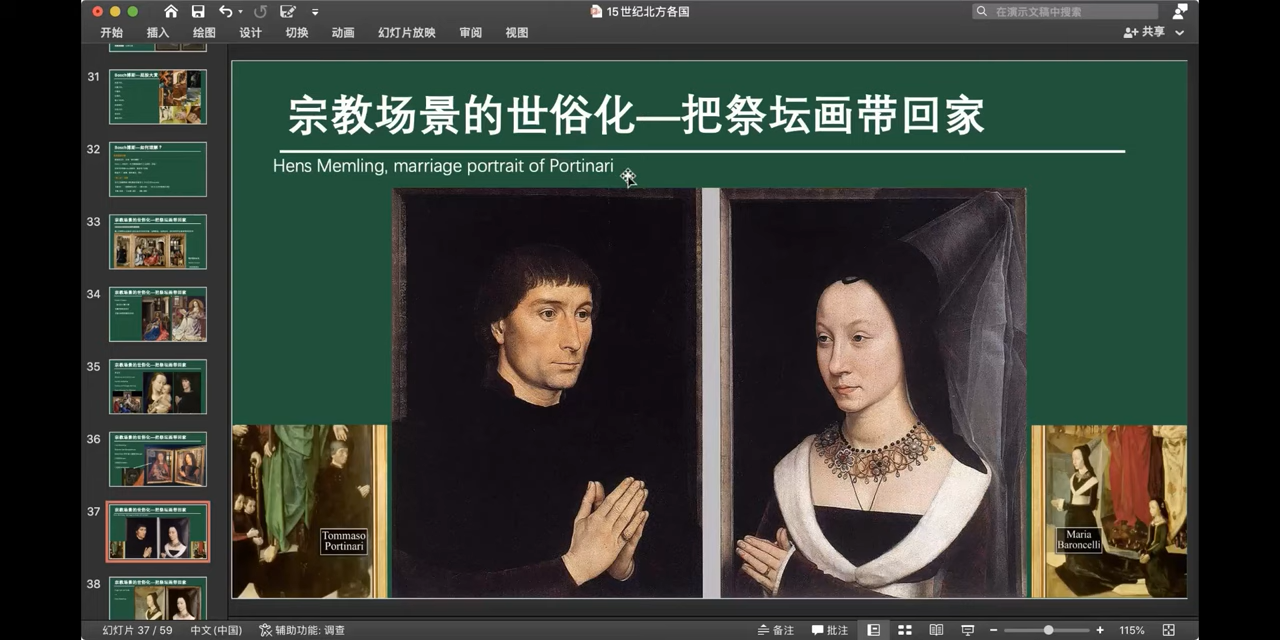 15世纪北方各国
在演示文稿中搜索
开始 插入 绘图 设计 切换 动画 幻灯片放映 审阅 视图
共享
31
32
33
34
35
36
37
38
宗教场景的世俗化—把祭坛画带回家
Hens Memling, marriage portrait of Portinari
Tommaso
Portinari
Maria
Baroncelli
幻灯片 37 / 59 中文(中国) 辅助功能: 调查 备注 批注 115%